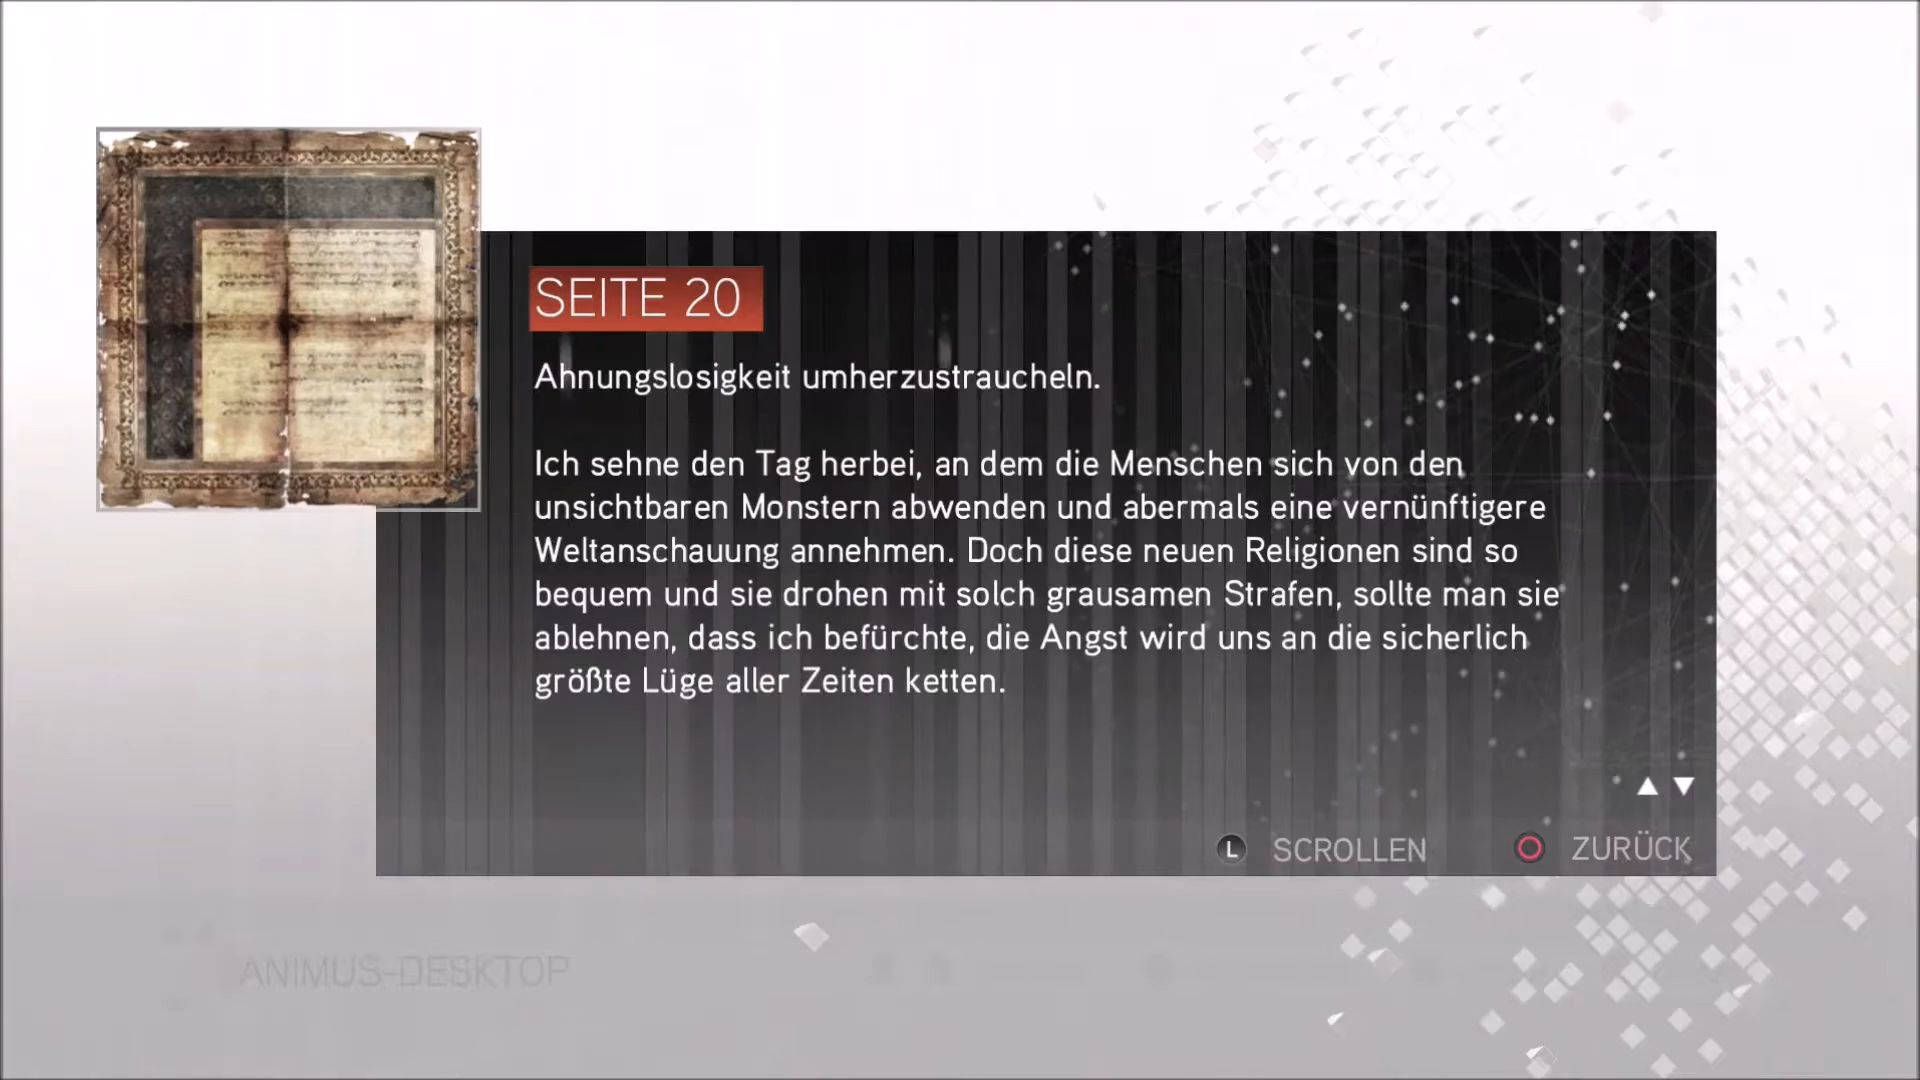 SEITE 20
Ahnungslosigkeit umherzustraucheln.
Ich sehne den Tag herbei, an dem die Menschen sich von den
unsichtbaren Monstern abwenden und abermals eine vernünftigere
Weltanschauung annehmen. Doch diese neuen Religionen sind so
bequem und sie drohen mit solch grausamen Strafen, sollte man sie
ablehnen, dass ich befürchte, die Angst wird uns an die sicherlich
größte Lüge aller Zeiten ketten.
L SCROLLEN ZURÜCK
ANIMUS-DESKTOP